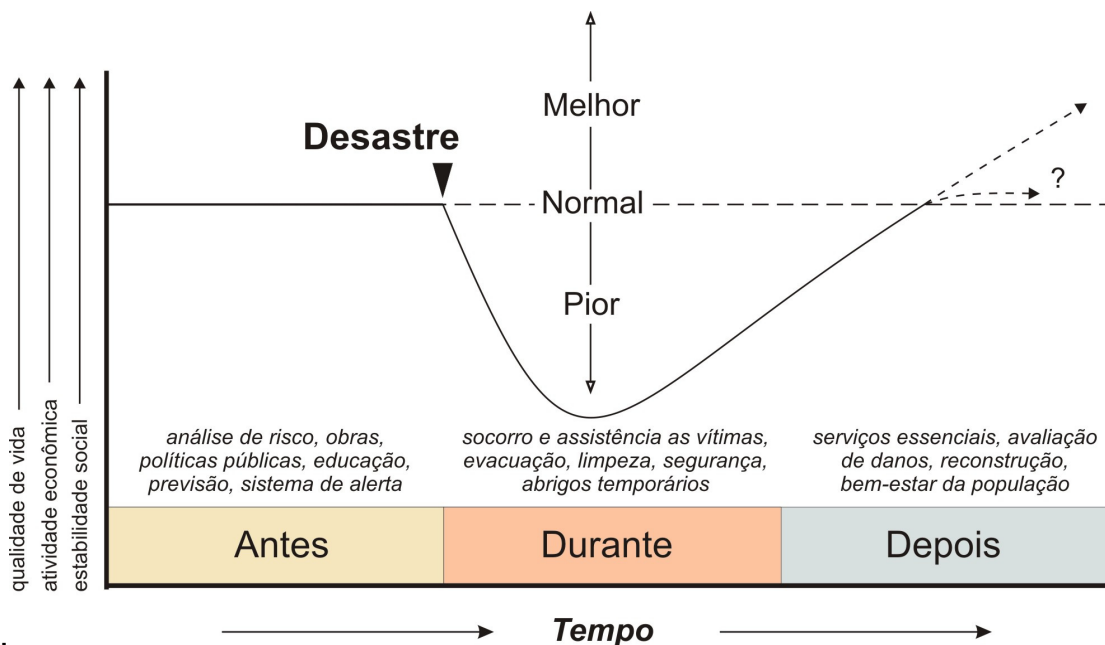 Melhor
Desastre
Normal
?
Pior
qualidade de vida
atividade econômica
estabilidade social
análise de risco, obras,
políticas públicas, educação,
previsão, sistema de alerta
socorro e assistência as vítimas,
evacuação, limpeza, segurança,
abrigos temporários
serviços essenciais, avaliação
de danos, reconstrução,
bem-estar da população
Antes
Durante
Depois
Tempo